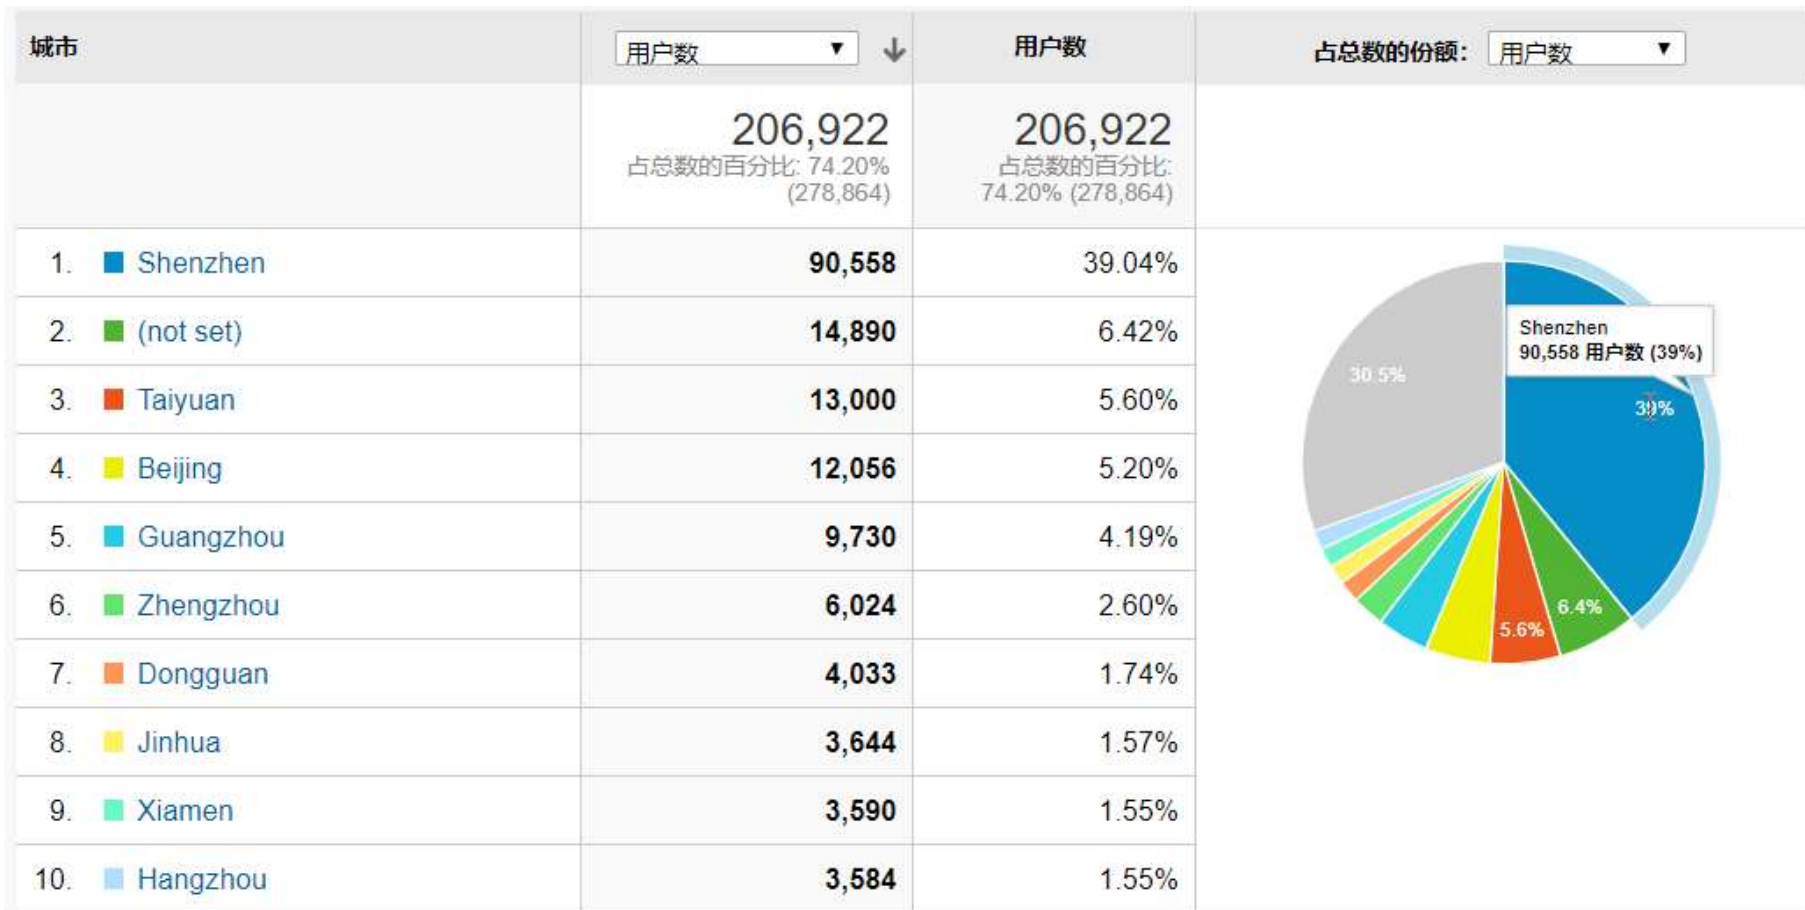 城市
用户数
用户数
占总数的份额: 用户数
206,922
占总数的百分比: 74.20%
(278,864)
206,922
占总数的百分比:
74.20% (278,864)
1. Shenzhen 90,558 39.04%
2. (not set) 14,890 6.42%
3. Taiyuan 13,000 5.60%
4. Beijing 12,056 5.20%
5. Guangzhou 9,730 4.19%
6. Zhengzhou 6,024 2.60%
7. Dongguan 4,033 1.74%
8. Jinhua 3,644 1.57%
9. Xiamen 3,590 1.55%
10. Hangzhou 3,584 1.55%
Shenzhen
90,558 用户数 (39%)
30.5%
39%
6.4%
5.6%